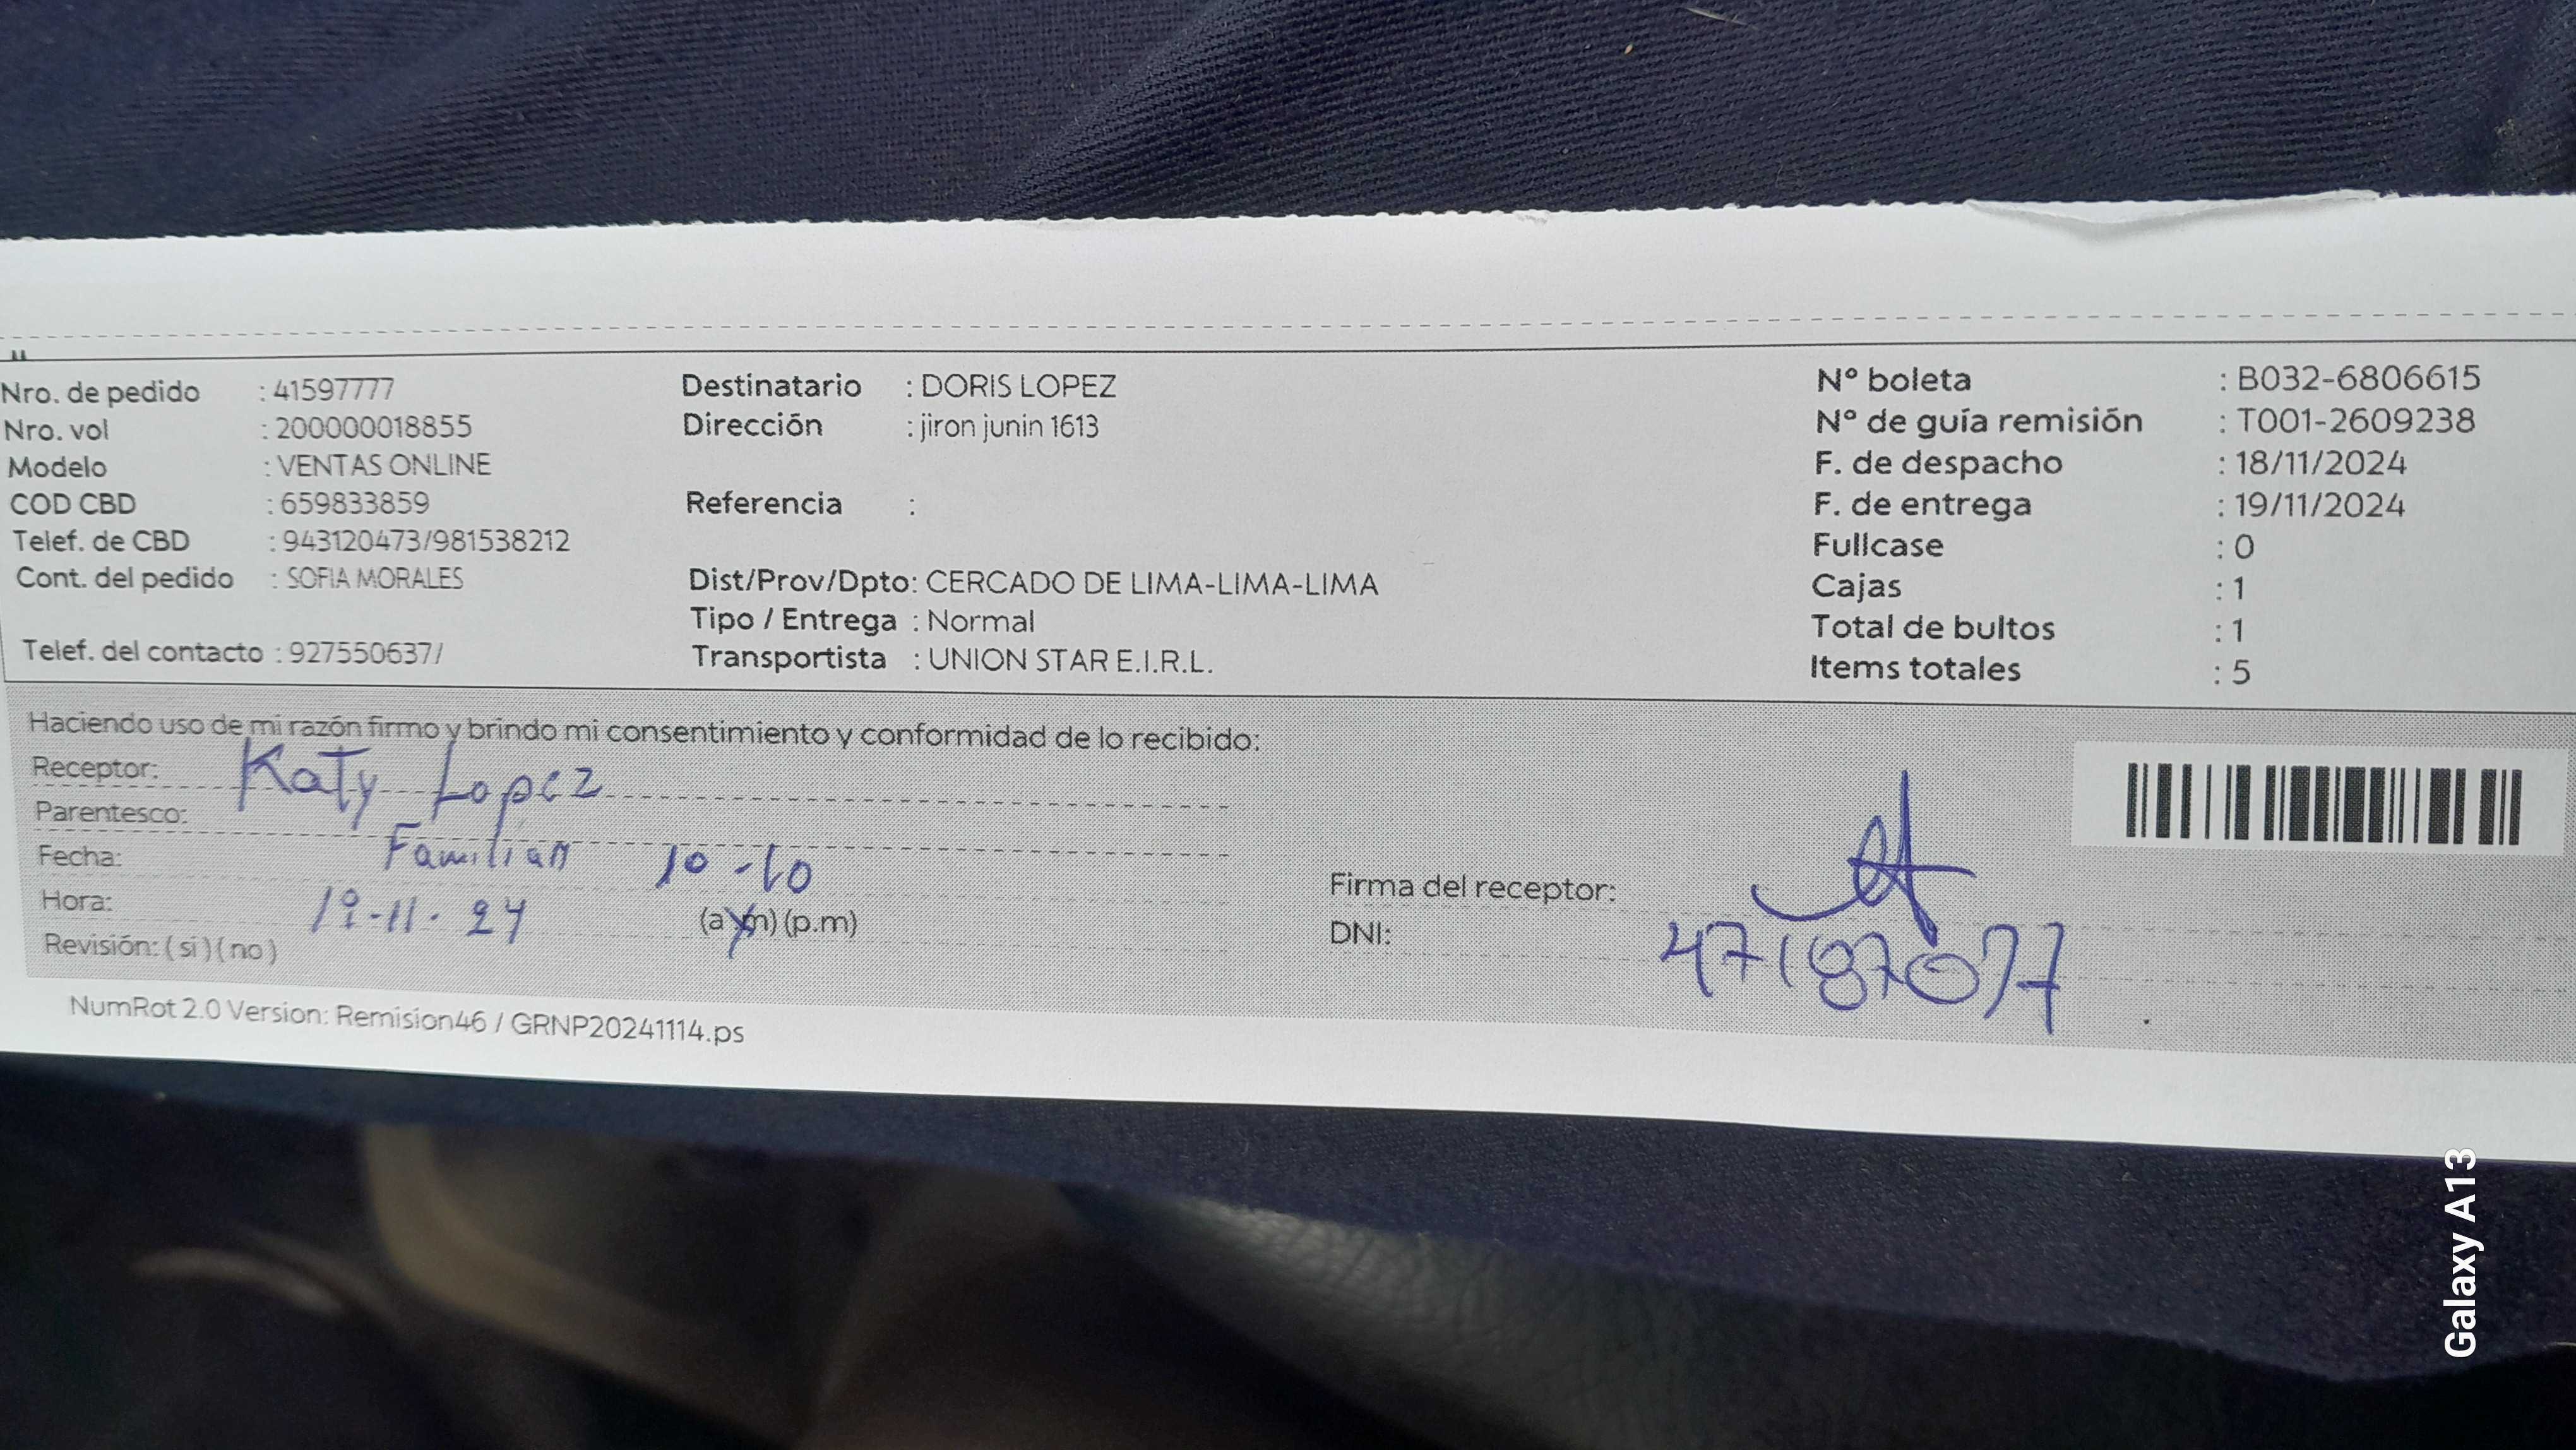 Nro. de pedido : 41597777
Nro. vol : 200000018855
Modelo : VENTAS ONLINE
COD CBD : 659833859
Telef. de CBD : 943120473/981538212
Cont. del pedido : SOFIA MORALES
Telef. del contacto : 927550637/
Destinatario : DORIS LOPEZ
Dirección : jiron junin 1613
Referencia :
Dist/Prov/Dpto: CERCADO DE LIMA-LIMA-LIMA
Tipo / Entrega : Normal
Transportista : UNION STAR E.I.R.L.
Nº boleta : B032-6806615
Nº de guía remisión : T001-2609238
F. de despacho : 18/11/2024
F. de entrega : 19/11/2024
Fullcase : 0
Cajas : 1
Total de bultos : 1
Items totales : 5
Haciendo uso de mi razón firmo y brindo mi consentimiento y conformidad de lo recibido:
Receptor: Katy Lopez
Parentesco: Familiar
Fecha: 10-10
Hora: 19-11-24 (a.m) (p.m)
Revisión: ( si ) ( no )
Firma del receptor:
DNI: 47187077
NumRot 2.0 Version: Remision46 / GRNP20241114.ps
Galaxy A13